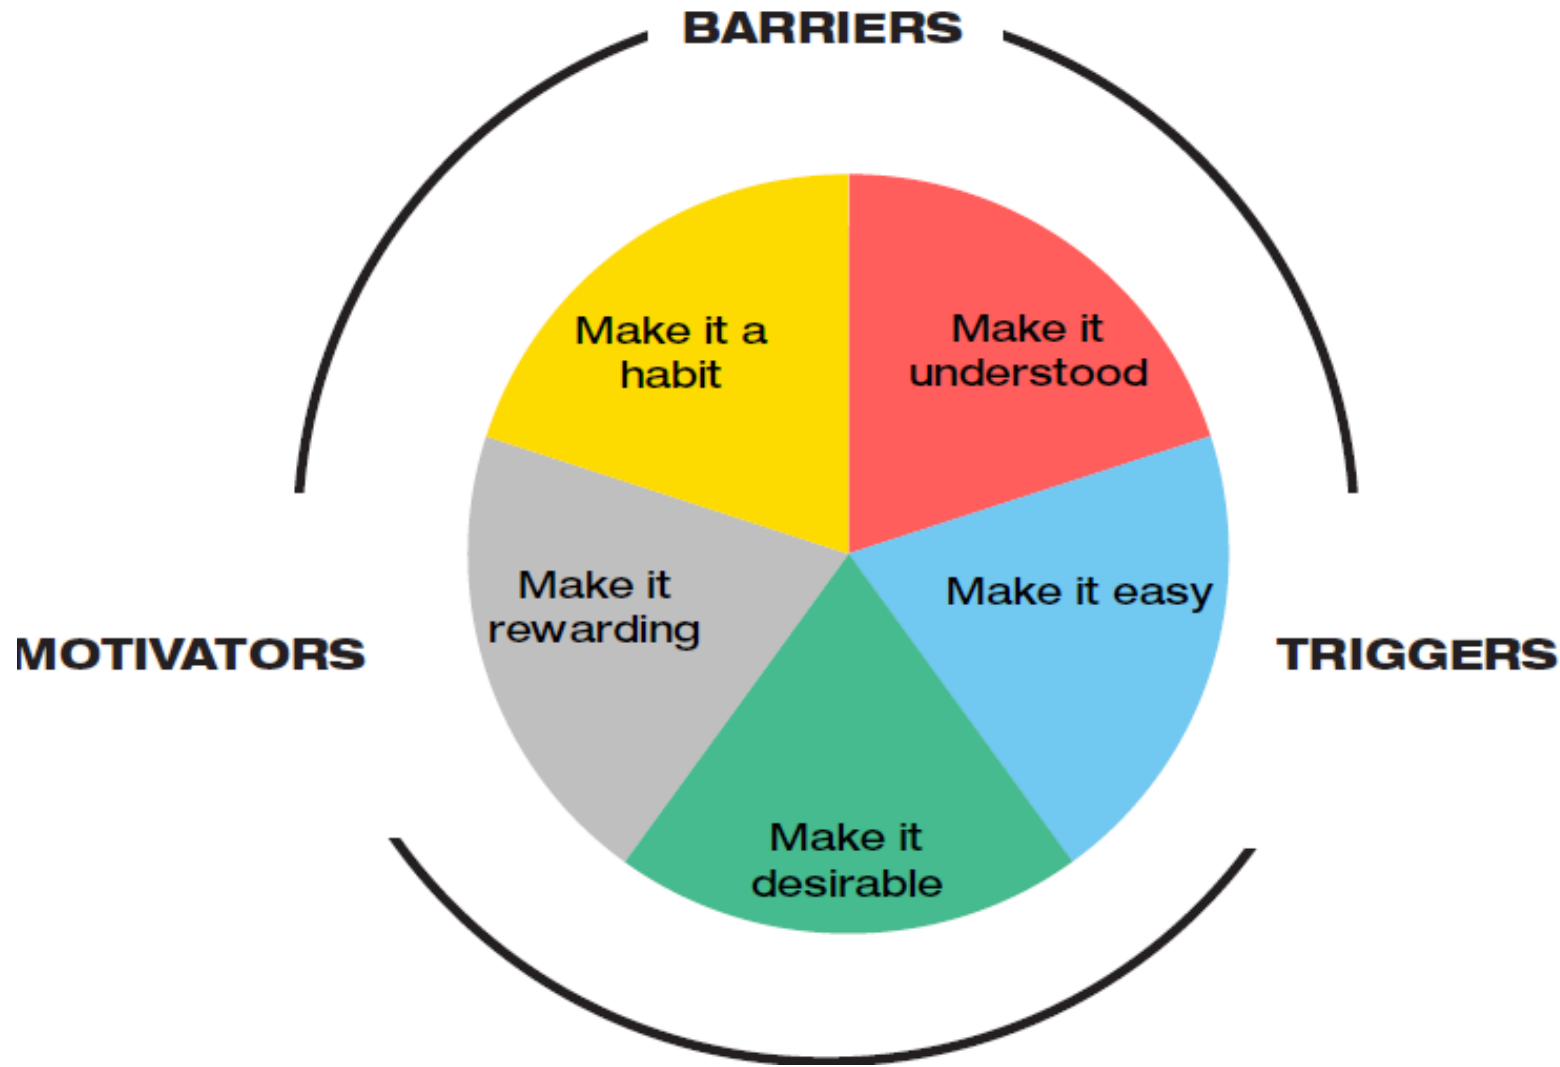 BARRIERS
Make it a
habit
Make it
understood
Make it
rewarding
Make it easy
MOTIVATORS
TRIGGERS
Make it
desirable